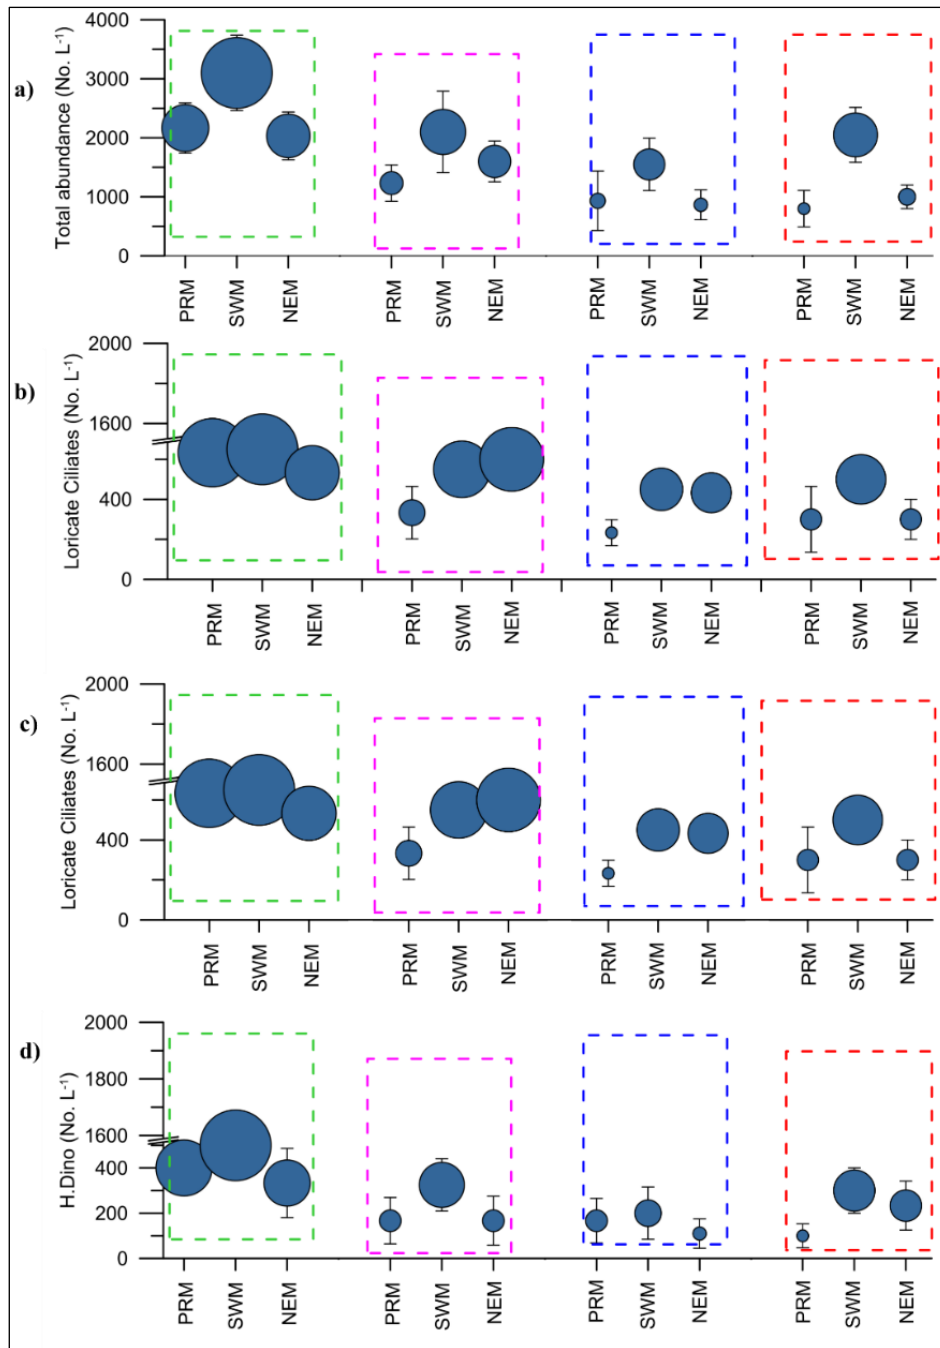 a)
Total abundance (No. L-1)
4000
3000
2000
1000
0
PRM SWM NEM PRM SWM NEM PRM SWM NEM PRM SWM NEM
b)
Loricate Ciliates (No. L-1)
2000
1600
400
0
PRM SWM NEM PRM SWM NEM PRM SWM NEM PRM SWM NEM
c)
Loricate Ciliates (No. L-1)
2000
1600
400
0
PRM SWM NEM PRM SWM NEM PRM SWM NEM PRM SWM NEM
d)
H.Dino (No. L-1)
2000
1800
1600
400
200
0
PRM SWM NEM PRM SWM NEM PRM SWM NEM PRM SWM NEM